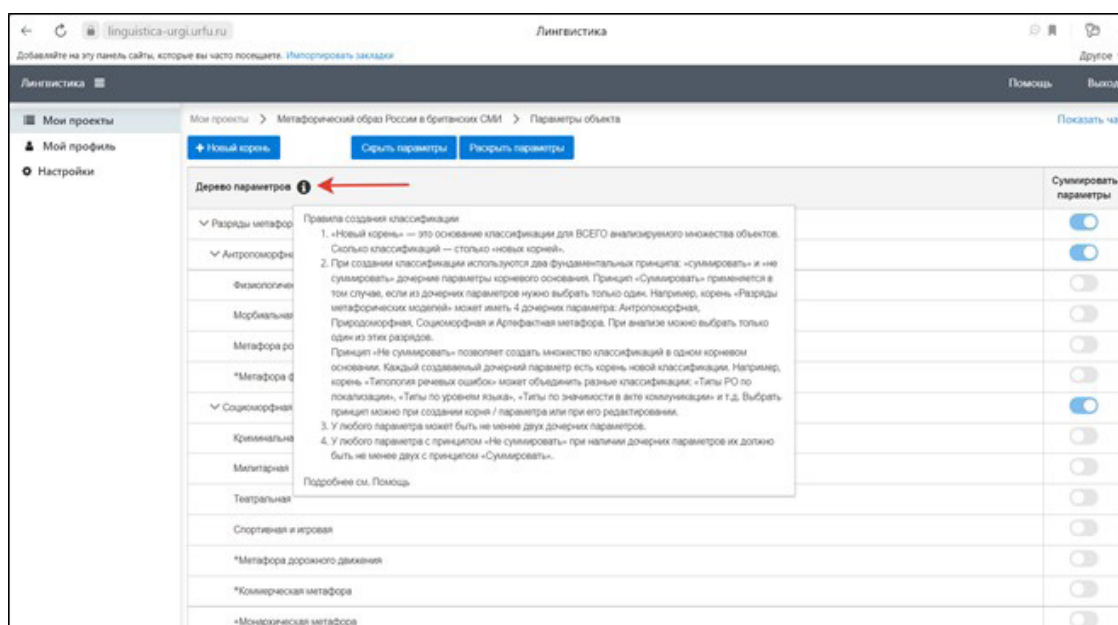 linguistica-urgi.urfu.ru
Лингвистика
Добавляйте на эту панель сайты, которые вы часто посещаете. Импортировать закладки
Другое
Лингвистика
Помощь
Выход
Мои проекты
Мой профиль
Настройки
Мои проекты > Метафорический образ России в британских СМИ > Параметры объекта
Показать ча
+ Новый корень
Скрыть параметры
Раскрыть параметры
Дерево параметров
Суммировать
параметры
Разряды метафор
Антропоморфн
Физиологиче
Морбиальная
Метафора ро
*Метафора ф
Социоморфная
Криминальна
Милитарная
Театральная
Спортивная и игровая
*Метафора дорожного движения
*Коммерческая метафора
*Монархическая метафора
Правила создания классификации
1. «Новый корень» — это основание классификации для ВСЕГО анализируемого множества объектов.
Сколько классификаций — столько «новых корней».
2. При создании классификации используются два фундаментальных принципа: «суммировать» и «не
суммировать» дочерние параметры корневого основания. Принцип «Суммировать» применяется в
том случае, если из дочерних параметров нужно выбрать только один. Например, корень «Разряды
метафорических моделей» может иметь 4 дочерних параметра: Антропоморфная,
Природоморфная, Социоморфная и Артефактная метафора. При анализе можно выбрать только
один из этих разрядов.
Принцип «Не суммировать» позволяет создать множество классификаций в одном корневом
основании. Каждый создаваемый дочерний параметр есть корень новой классификации. Например,
корень «Типология речевых ошибок» может объединить разные классификации: «Типы РО по
локализации», «Типы по уровням языка», «Типы по значимости в акте коммуникации» и т.д. Выбрать
принцип можно при создании корня / параметра или при его редактировании.
3. У любого параметра может быть не менее двух дочерних параметров.
4. У любого параметра с принципом «Не суммировать» при наличии дочерних параметров их должно
быть не менее двух с принципом «Суммировать».
Подробнее см. Помощь